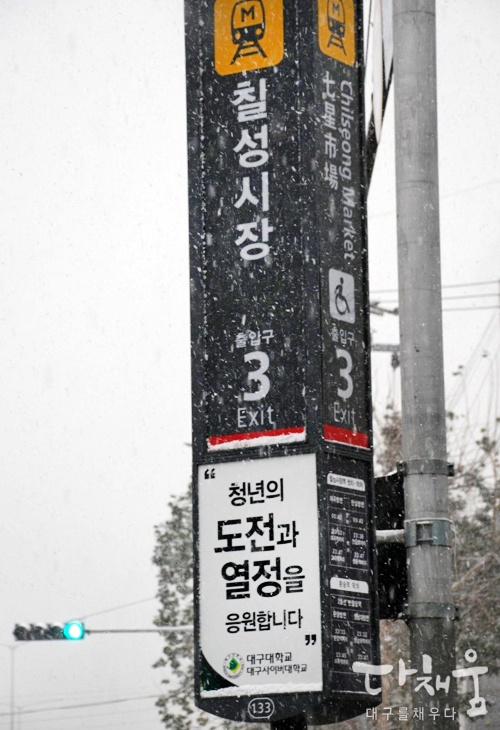 M
칠성시장
출입구
3
Exit
七星市場
Chilseong Market
출입구
3
Exit
“
청년의
도전과
열정을
응원합니다
”
대구대학교
대구사이버대학교
133
다채움
대구를채우다